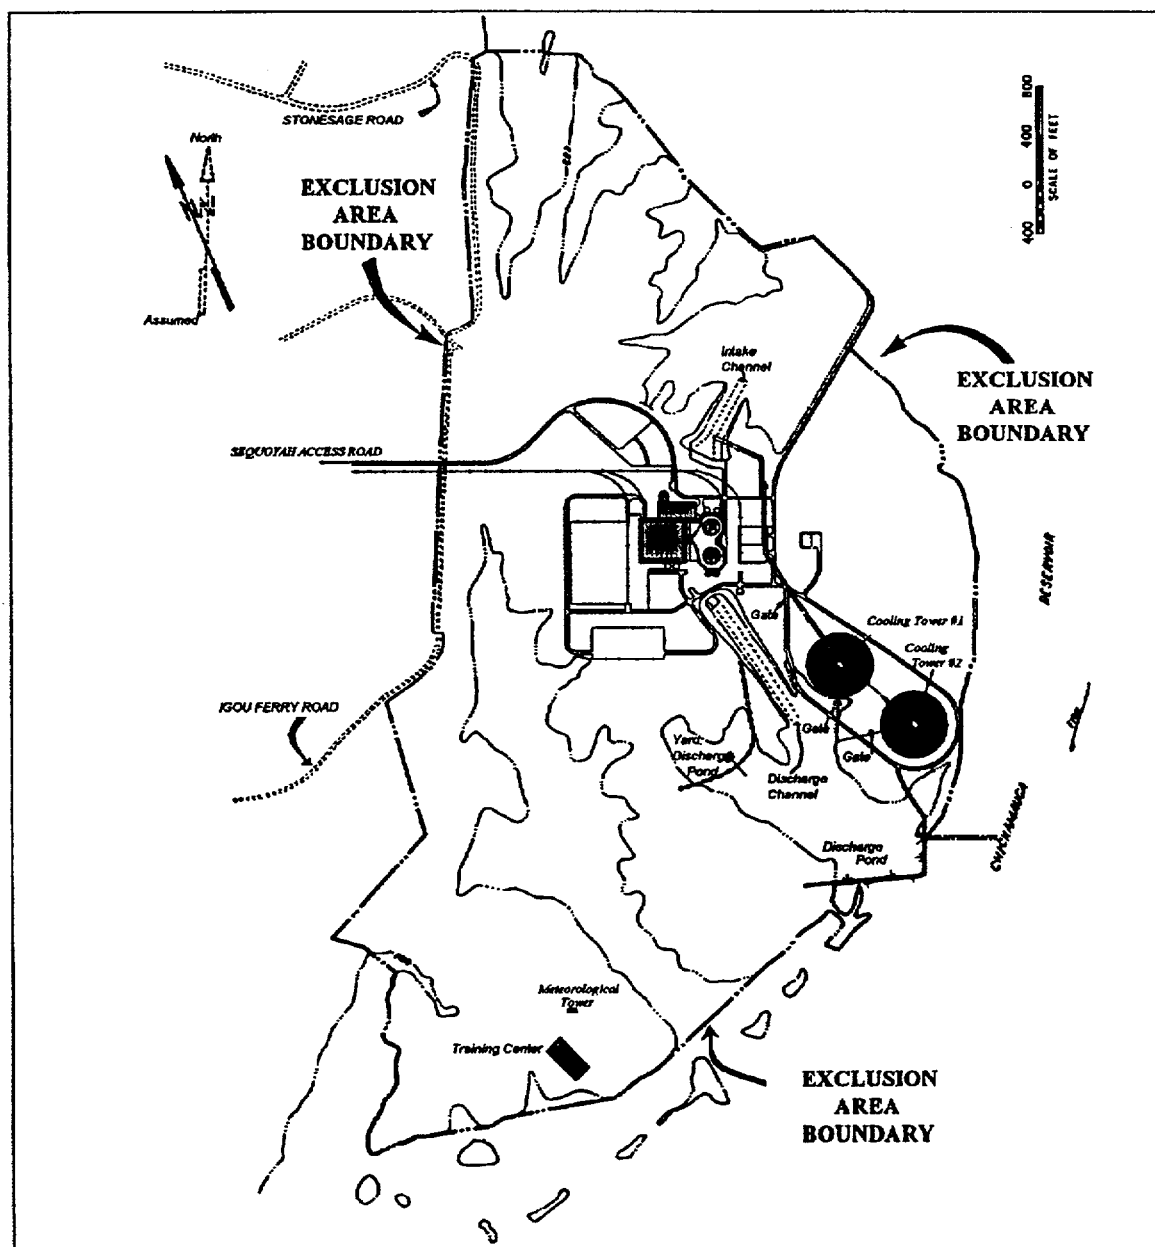 STONESAGE ROAD
North
Assumed
EXCLUSION
AREA
BOUNDARY
800
400
0
400
SCALE OF FEET
Intake
Channel
EXCLUSION
AREA
BOUNDARY
SEQUOYAH ACCESS ROAD
RESERVOIR
Gate
Cooling Tower #1
Cooling
Tower #2
IGOU FERRY ROAD
Gate
Gate
Yard
Discharge
Pond
Discharge
Channel
CHICKAMAUGA
Discharge
Pond
Meteorological
Tower
Training Center
EXCLUSION
AREA
BOUNDARY